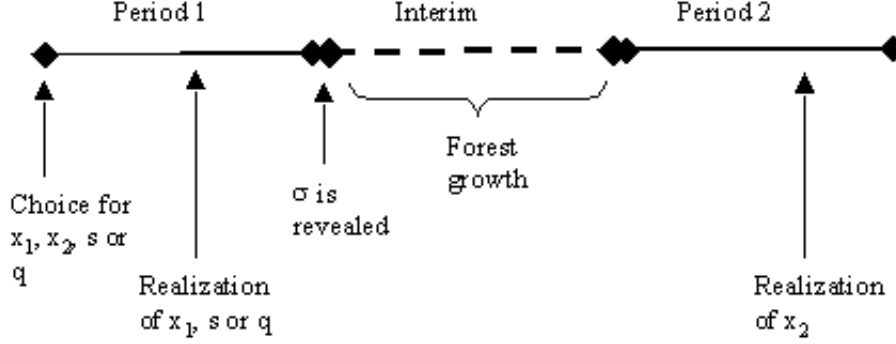 Period 1
Interim
Period 2
Forest
growth
σ is
revealed
Choice for
x₁, x₂, s or
q
Realization
of x₁, s or q
Realization
of x₂